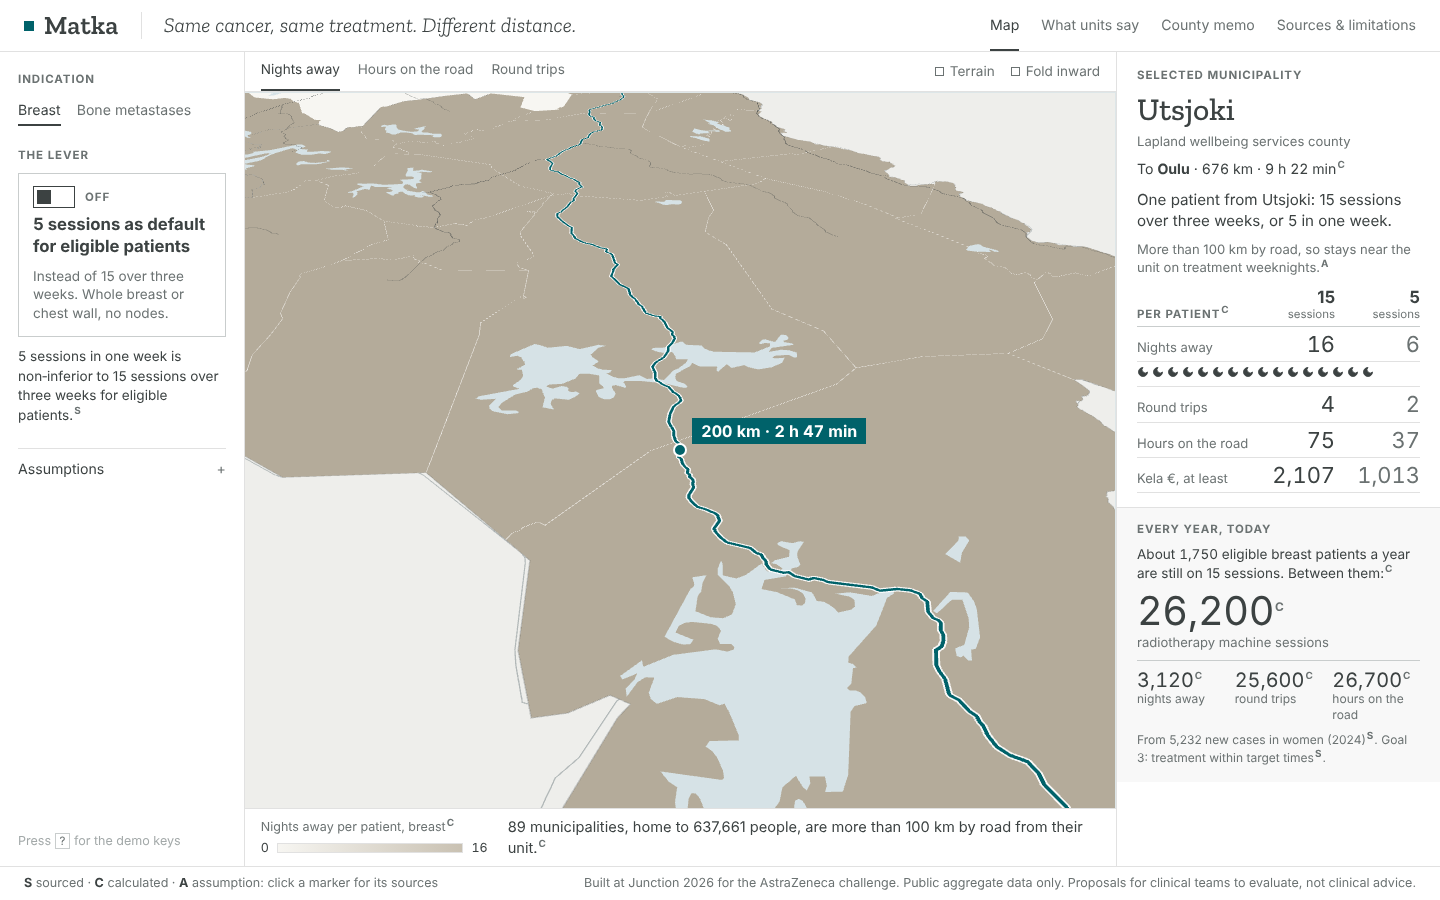 Matka
Same cancer, same treatment. Different distance.
Map
What units say
County memo
Sources & limitations
INDICATION
Breast
Bone metastases
THE LEVER
OFF
5 sessions as default
for eligible patients
Instead of 15 over three
weeks. Whole breast or
chest wall, no nodes.
5 sessions in one week is
non-inferior to 15 sessions over
three weeks for eligible
patients.S
Assumptions +
Press ? for the demo keys
Nights away
Hours on the road
Round trips
Terrain
Fold inward
200 km · 2 h 47 min
Nights away per patient, breastC
0 16
89 municipalities, home to 637,661 people, are more than 100 km by road from their
unit.C
SELECTED MUNICIPALITY
Utsjoki
Lapland wellbeing services county
To Oulu · 676 km · 9 h 22 minC
One patient from Utsjoki: 15 sessions
over three weeks, or 5 in one week.
More than 100 km by road, so stays near the
unit on treatment weeknights.A
15 5
PER PATIENTC sessions sessions
Nights away 16 6
Round trips 4 2
Hours on the road 75 37
Kela €, at least 2,107 1,013
EVERY YEAR, TODAY
About 1,750 eligible breast patients a year
are still on 15 sessions. Between them:C
26,200C
radiotherapy machine sessions
3,120C 25,600C 26,700C
nights away round trips hours on the
road
From 5,232 new cases in women (2024)S. Goal
3: treatment within target timesS.
S sourced · C calculated · A assumption: click a marker for its sources
Built at Junction 2026 for the AstraZeneca challenge. Public aggregate data only. Proposals for clinical teams to evaluate, not clinical advice.